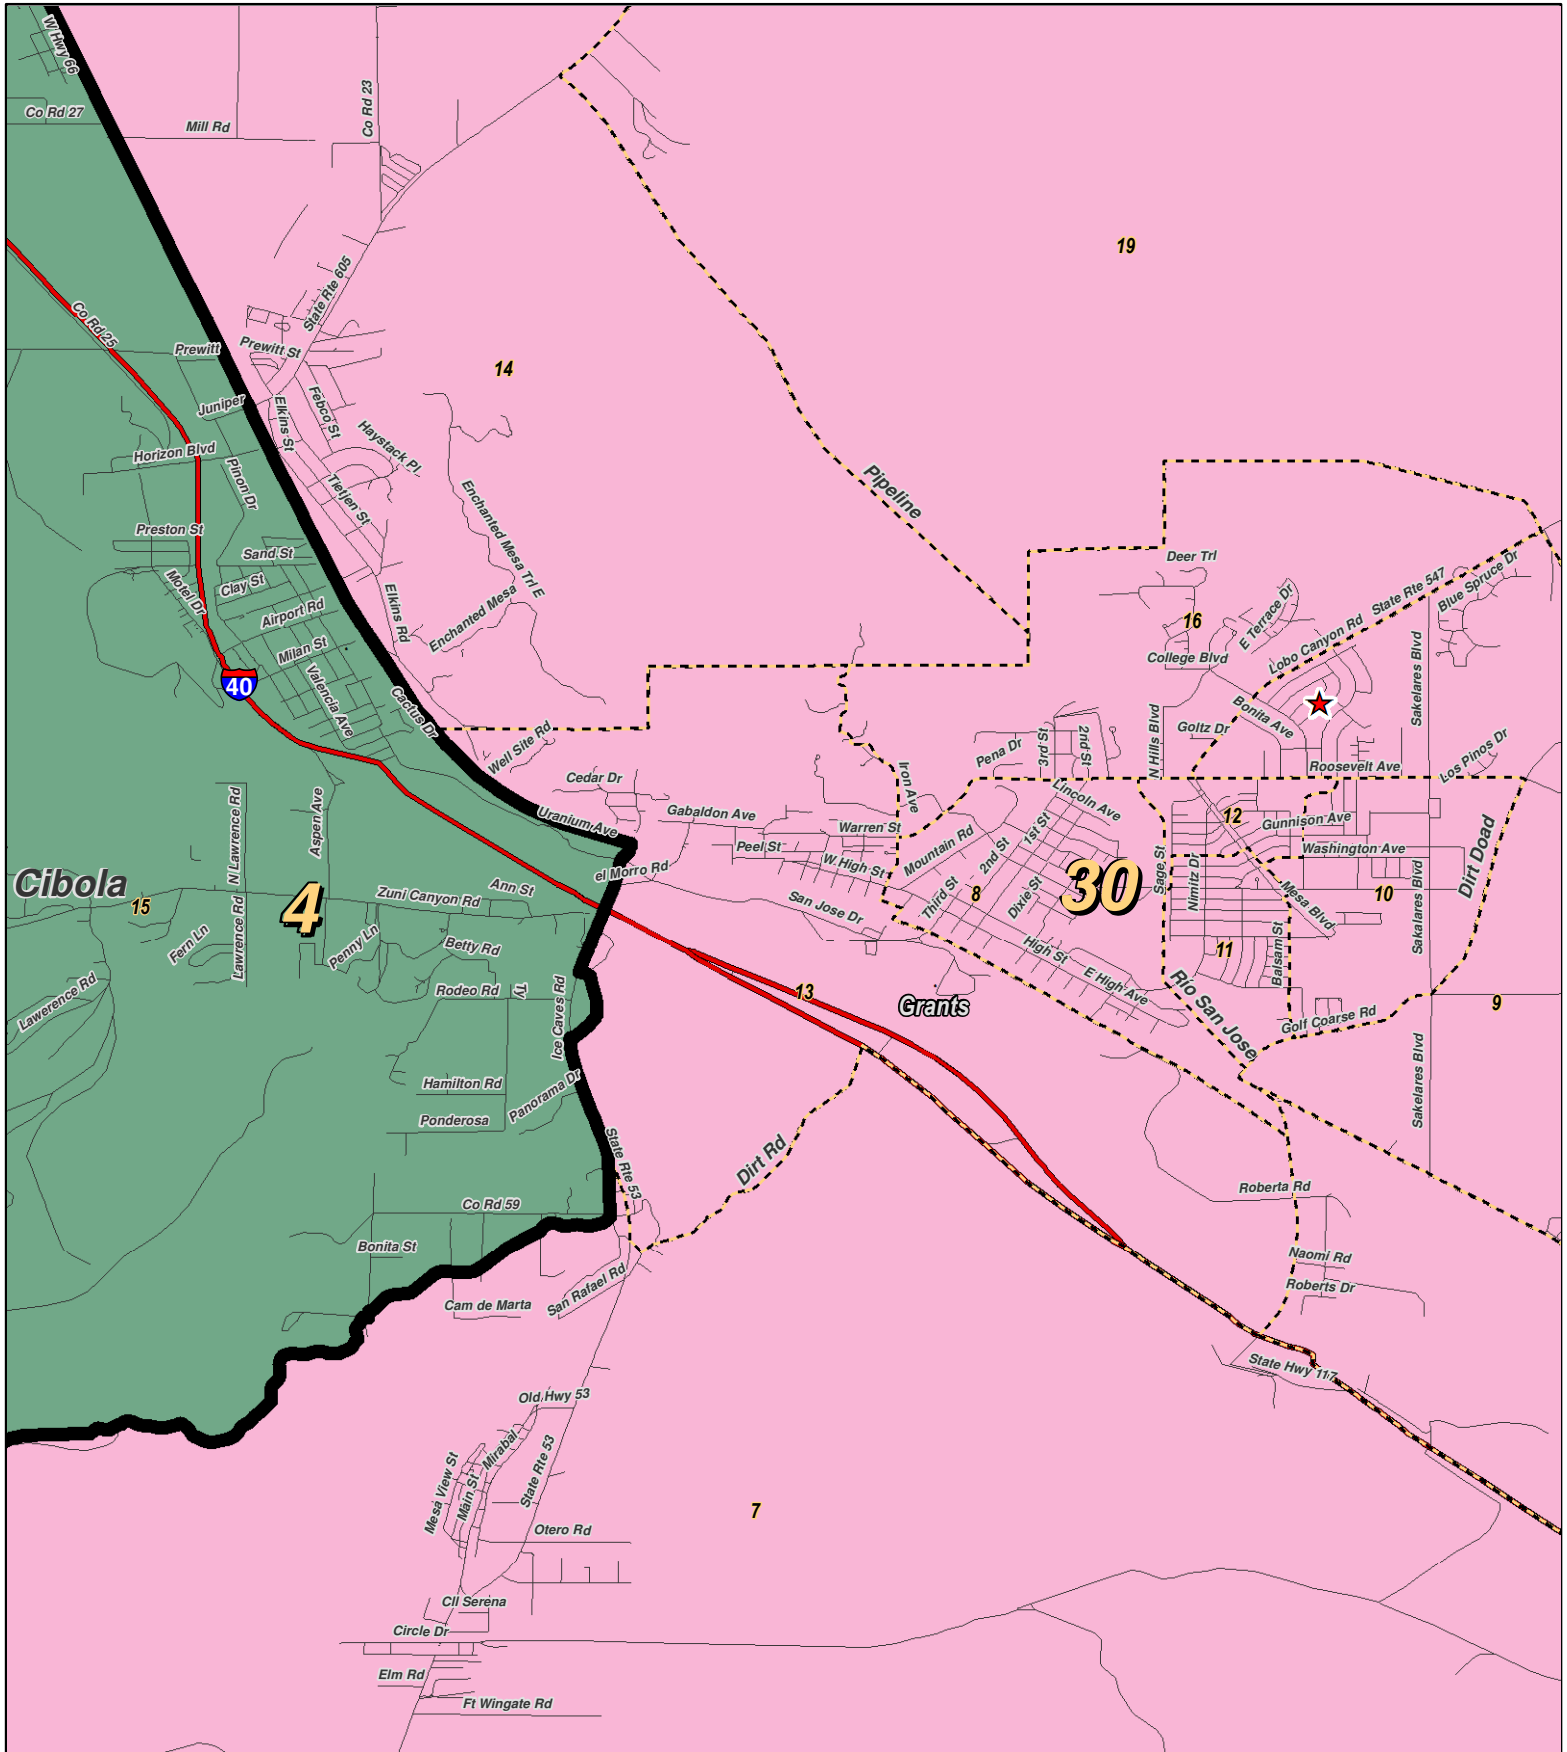 W Hwy 66
Co Rd 27
Mill Rd
Co Rd 23
19
State Rte 605
Co Rd 25
Prewitt
Prewitt St
14
Juniper
Elkins St
Febco St
Haystack Pl
Horizon Blvd
Pinon Dr
Tietjen St
Pipeline
Enchanted Mesa Trl E
Preston St
Sand St
Deer Trl
Motel Dr
Clay St
Airport Rd
Elkins Rd
Enchanted Mesa
16
E Terrace Dr
State Rte 547
Blue Spruce Dr
Milan St
College Blvd
Lobo Canyon Rd
Sakelares Blvd
40
Valencia Ave
Cactus Dr
Bonita Ave
Goltz Dr
N Hills Blvd
Well Site Rd
Pena Dr
3rd St
2nd St
Los Pinos Dr
Cedar Dr
Iron Ave
Roosevelt Ave
N Lawrence Rd
Aspen Ave
Uranium Ave
Gabaldon Ave
Warren St
Lincoln Ave
12
Gunnison Ave
Peel St
W High St
Mountain Rd
2nd St
1st St
Washington Ave
Dirt Doad
Cibola
15
4
Zuni Canyon Rd
Ann St
el Morro Rd
San Jose Dr
Third St
8
Dixie St
30
Sage St
Nimitz Dr
Mesa Blvd
10
Sakalares Blvd
Fern Ln
Lawrence Rd
Penny Ln
Betty Rd
High St
11
Balsam St
Lawerence Rd
Rodeo Rd
Ty
Ice Caves Rd
13
Grants
E High Ave
Rio San Jose
9
Golf Coarse Rd
Hamilton Rd
Panorama Dr
Ponderosa
Sakelares Blvd
State Rte 53
Dirt Rd
Co Rd 59
Roberta Rd
Bonita St
Naomi Rd
San Rafael Rd
Roberts Dr
Cam de Marta
State Hwy 117
Old Hwy 53
Mirabal
Mesa View St
Main St
State Rte 53
7
Otero Rd
Cll Serena
Circle Dr
Elm Rd
Ft Wingate Rd